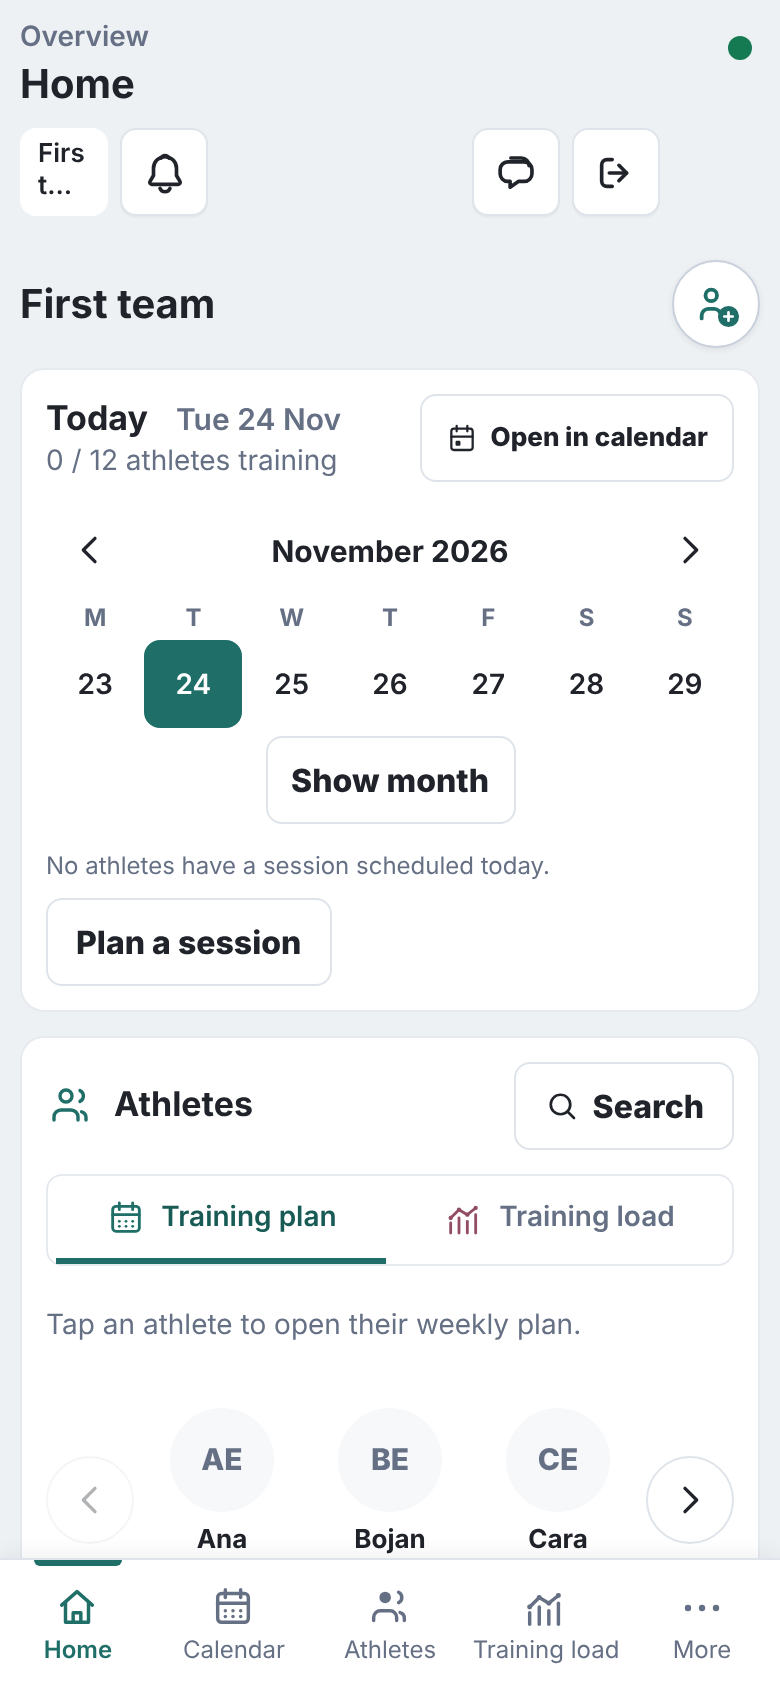 Overview
Home
Firs
t...
First team
Today Tue 24 Nov
0 / 12 athletes training
Open in calendar
November 2026
M T W T F S S
23 24 25 26 27 28 29
Show month
No athletes have a session scheduled today.
Plan a session
Athletes
Search
Training plan
Training load
Tap an athlete to open their weekly plan.
AE BE CE
Ana Bojan Cara
Home Calendar Athletes Training load More